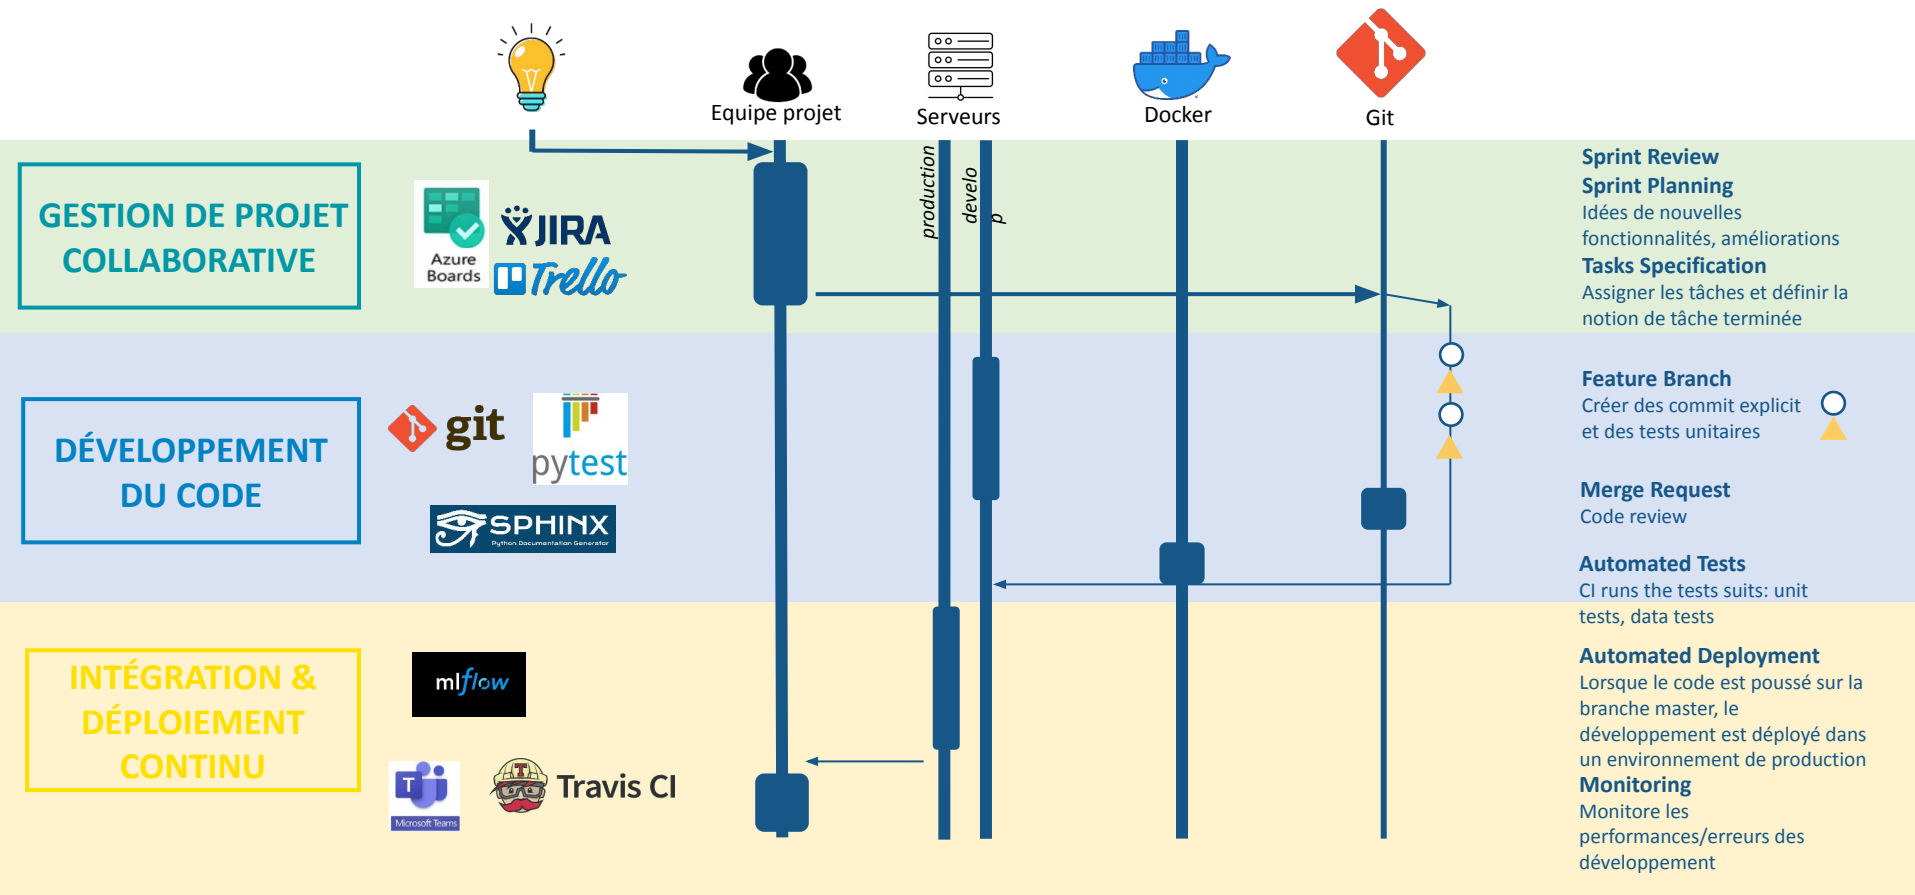 Equipe projet
Serveurs
Docker
Git
GESTION DE PROJET
COLLABORATIVE
Azure
Boards
JIRA
Trello
production
develo
p
Sprint Review
Sprint Planning
Idées de nouvelles
fonctionnalités, améliorations
Tasks Specification
Assigner les tâches et définir la
notion de tâche terminée
DÉVELOPPEMENT
DU CODE
git
pytest
SPHINX
Python Documentation Generator
Feature Branch
Créer des commit explicit
et des tests unitaires
Merge Request
Code review
Automated Tests
CI runs the tests suits: unit
tests, data tests
INTÉGRATION &
DÉPLOIEMENT
CONTINU
mlflow
T
Microsoft Teams
T
Travis CI
Automated Deployment
Lorsque le code est poussé sur la
branche master, le
développement est déployé dans
un environnement de production
Monitoring
Monitore les
performances/erreurs des
développement